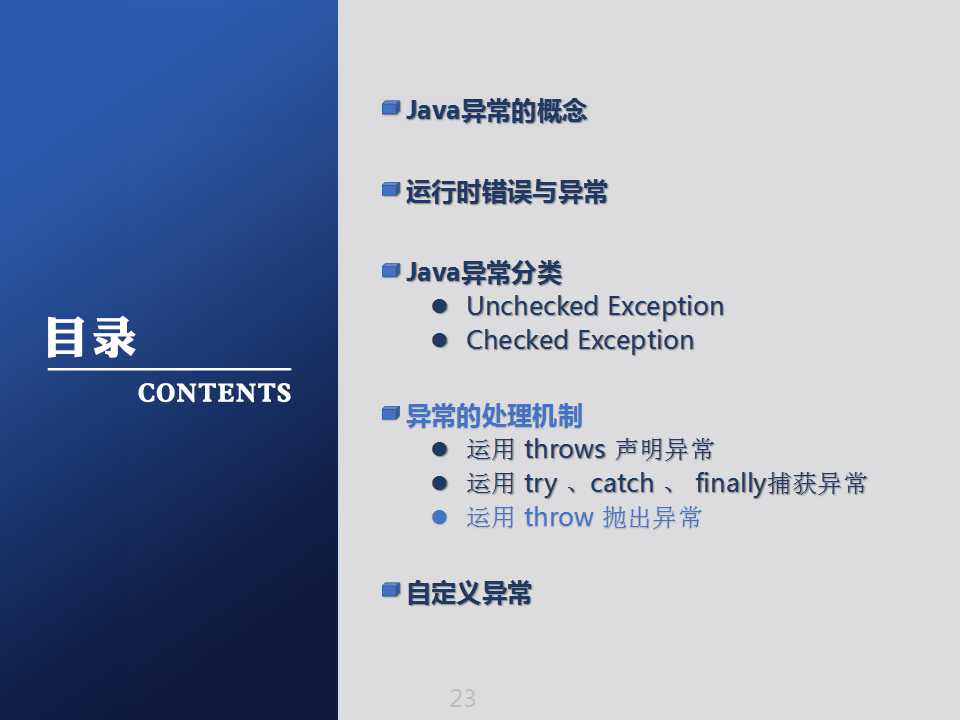 目录
CONTENTS
Java异常的概念
运行时错误与异常
Java异常分类
Unchecked Exception
Checked Exception
异常的处理机制
运用 throws 声明异常
运用 try 、catch 、 finally捕获异常
运用 throw 抛出异常
自定义异常
23